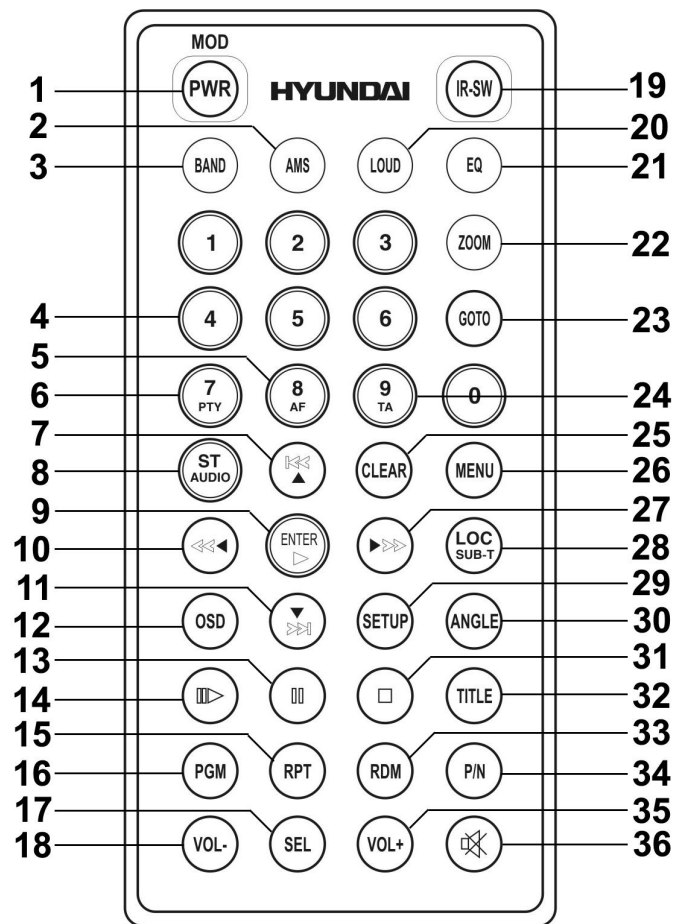 MOD
1 PWR HYUNDAI IR-SW 19
2 20
3 BAND AMS LOUD EQ 21
1 2 3 ZOOM 22
4 4 5 6 GOTO 23
5
6 7 8 9 0 24
PTY AF TA
7 25
8 ST CLEAR MENU 26
AUDIO
9 ENTER 27
10 LOC 28
SUB-T
11 29
12 OSD SETUP ANGLE 30
13 31
14 TITLE 32
15 33
16 PGM RPT RDM P/N 34
17 35
18 VOL- SEL VOL+ 36